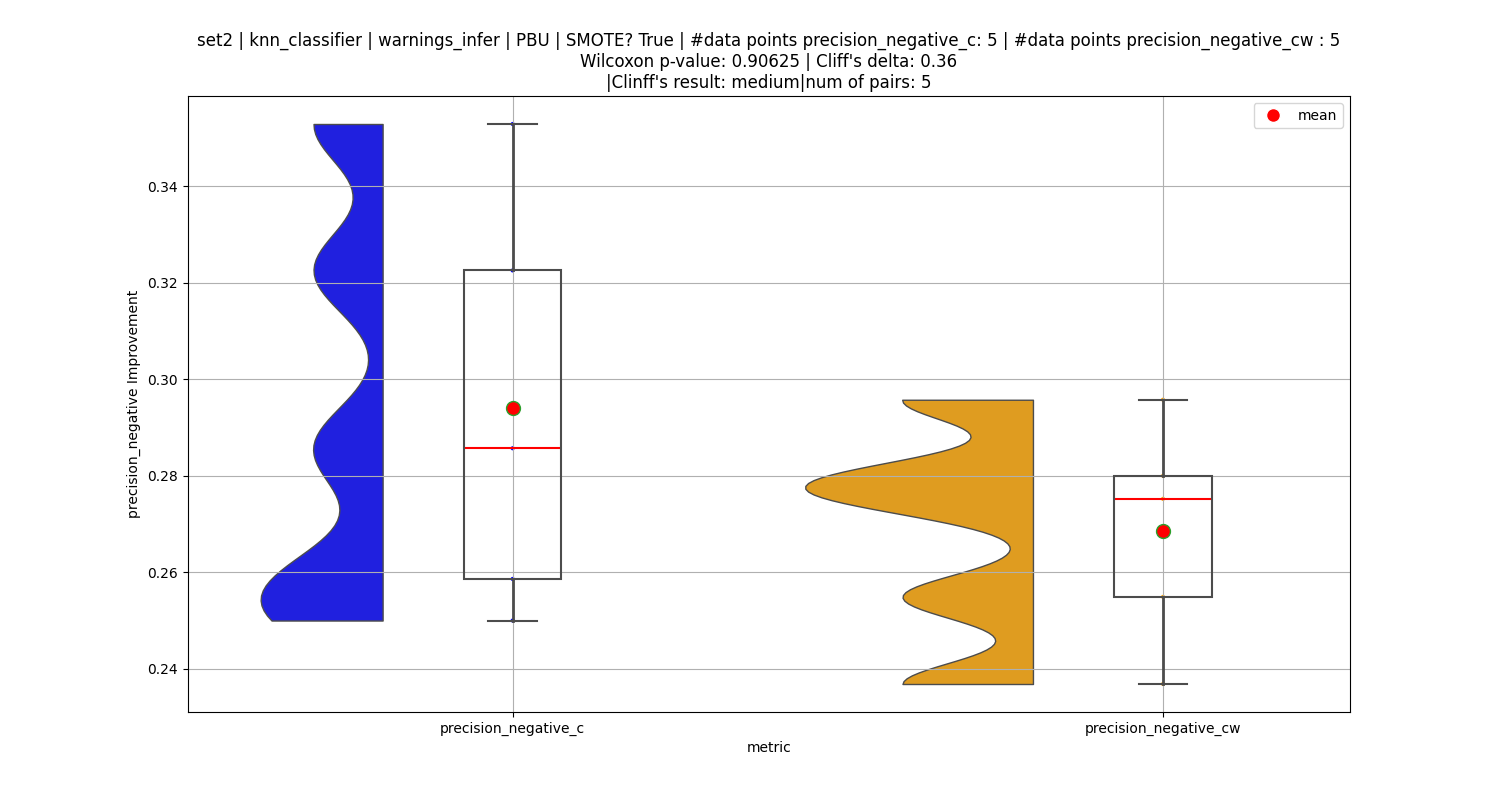 set2 | knn_classifier | warnings_infer | PBU | SMOTE? True | #data points precision_negative_c: 5 | #data points precision_negative_cw : 5
Wilcoxon p-value: 0.90625 | Cliff's delta: 0.36
|Clinff's result: medium|num of pairs: 5
mean
precision_negative Improvement
0.34
0.32
0.30
0.28
0.26
0.24
precision_negative_c
precision_negative_cw
metric